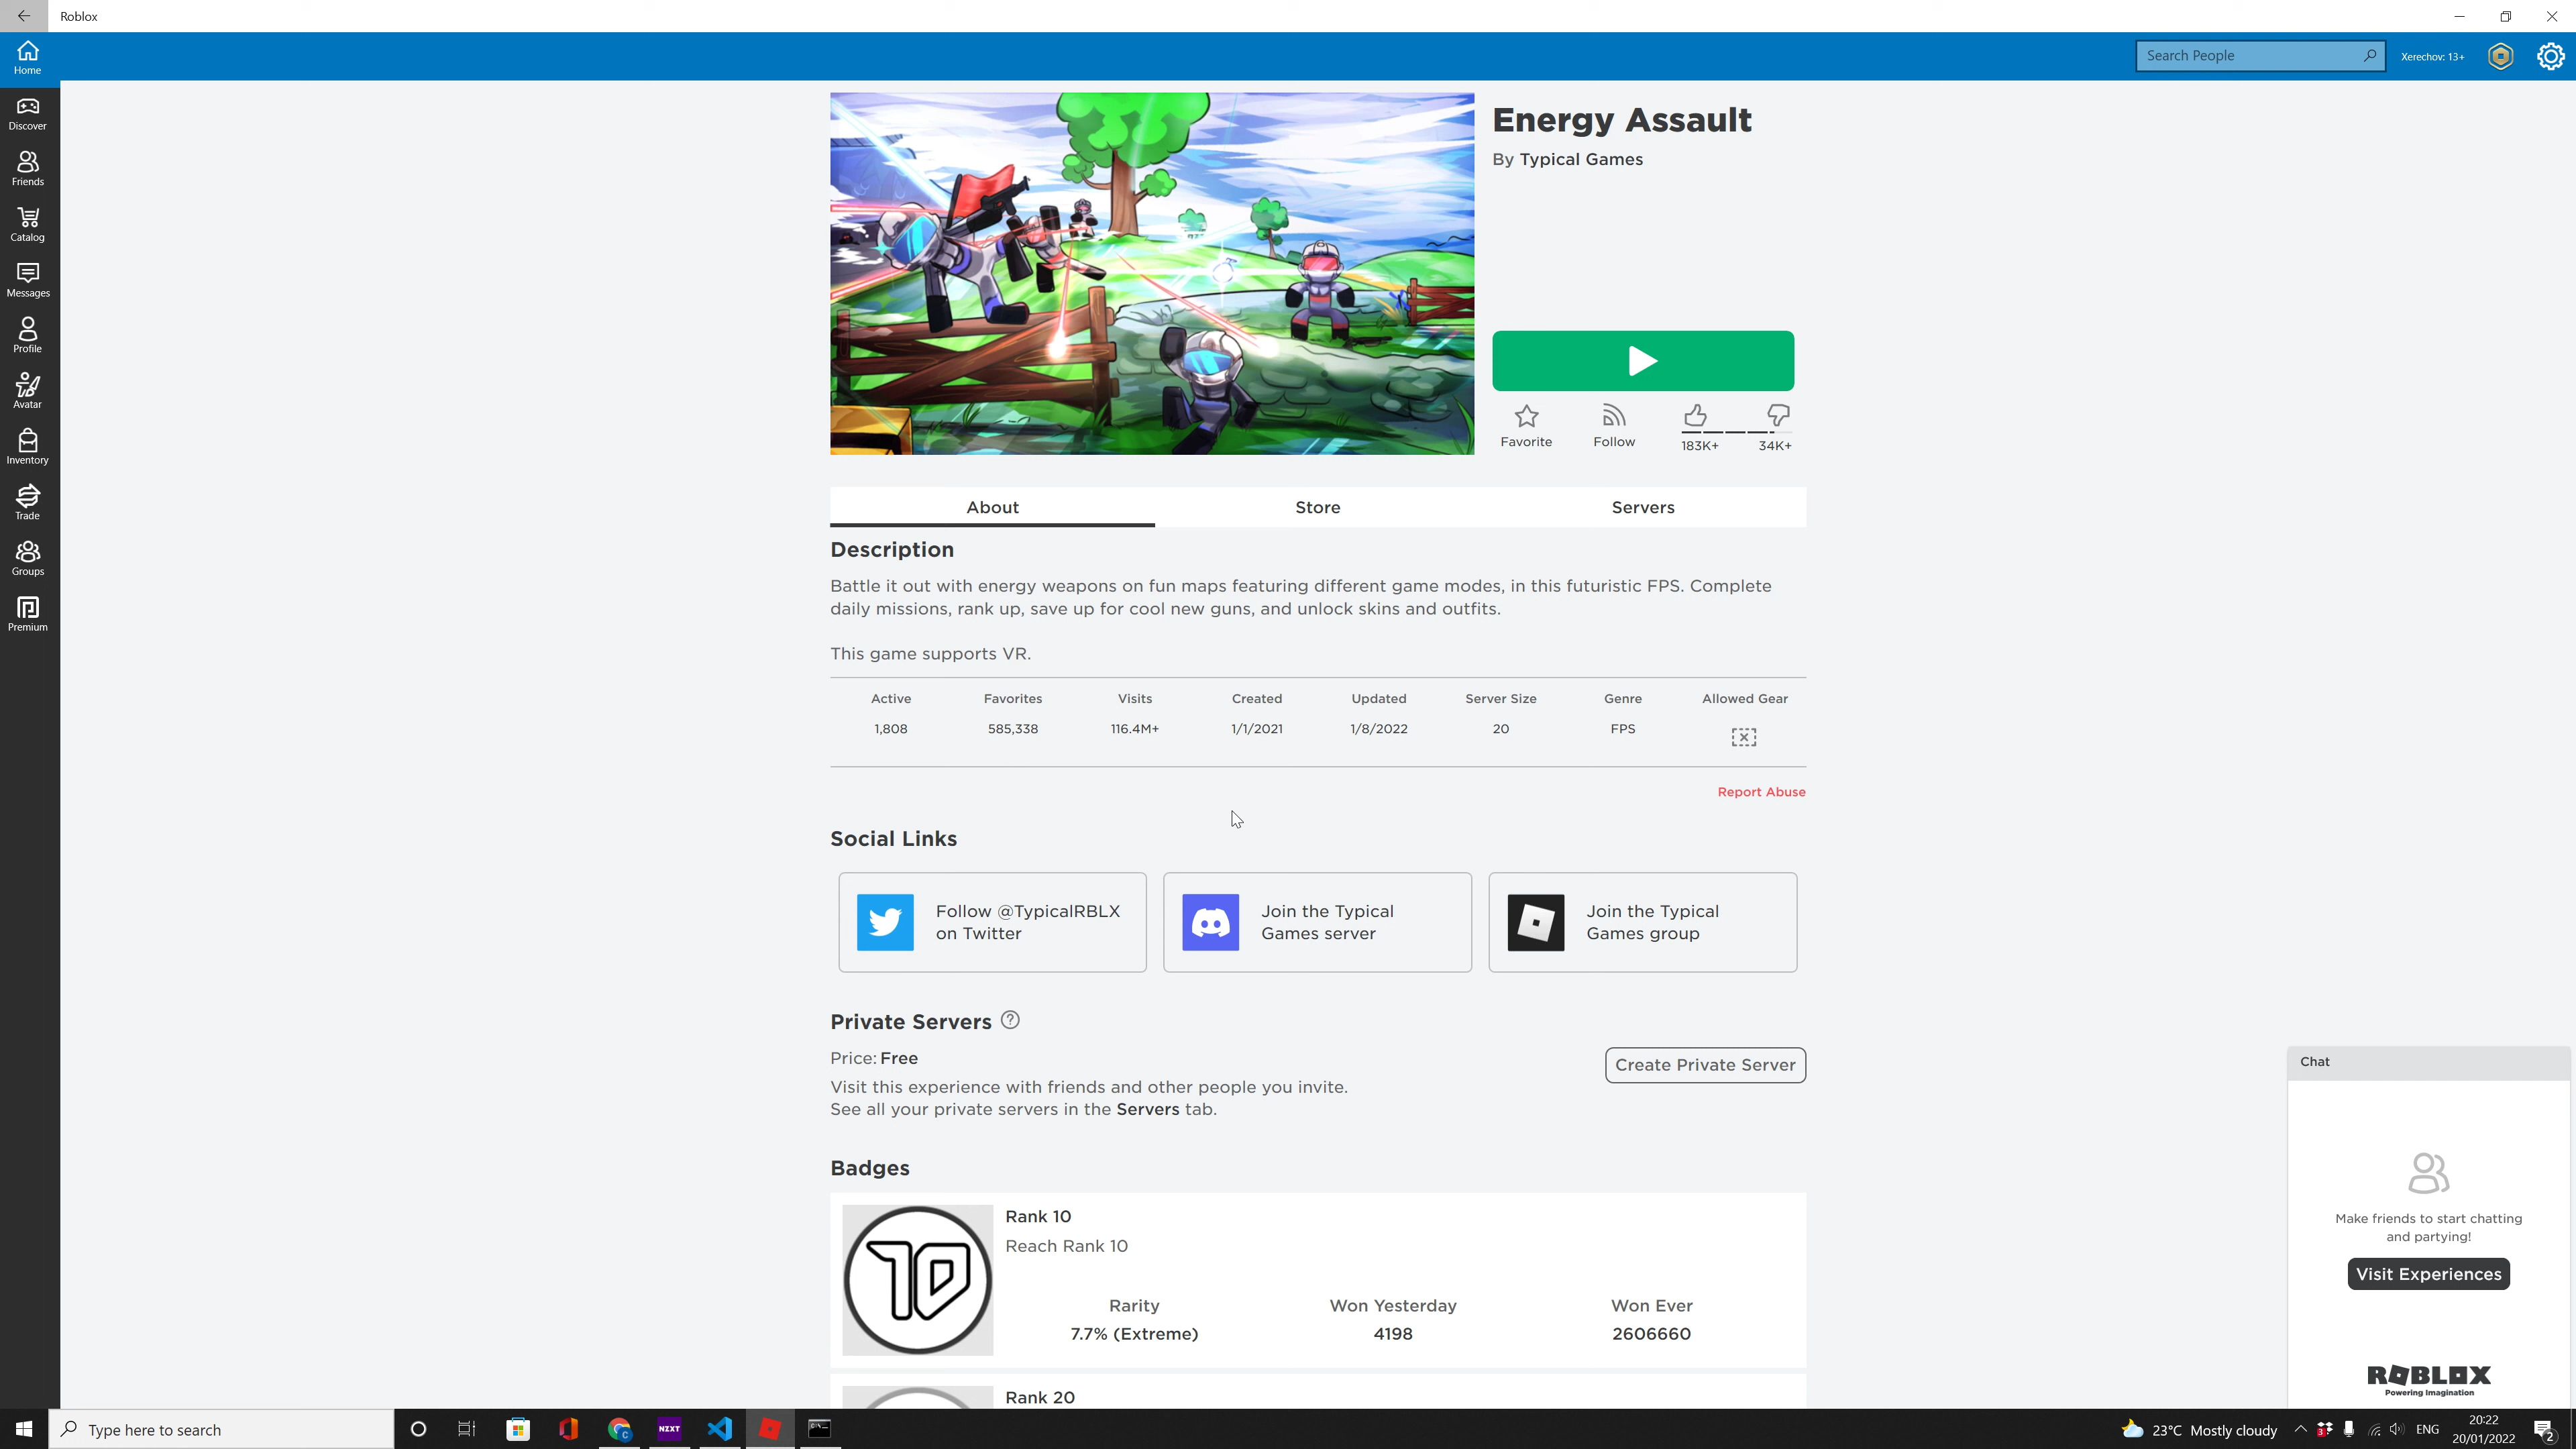 Roblox
Home
Search People
Xerechov: 13+
Discover
Friends
Catalog
Messages
Profile
Avatar
Inventory
Trade
Groups
Premium
Energy Assault
By Typical Games
Favorite
Follow
183K+
34K+
About
Store
Servers
Description
Battle it out with energy weapons on fun maps featuring different game modes, in this futuristic FPS. Complete
daily missions, rank up, save up for cool new guns, and unlock skins and outfits.
This game supports VR.
Active
Favorites
Visits
Created
Updated
Server Size
Genre
Allowed Gear
1,808
585,338
116.4M+
1/1/2021
1/8/2022
20
FPS
Report Abuse
Social Links
Follow @TypicalRBLX
on Twitter
Join the Typical
Games server
Join the Typical
Games group
Private Servers
Price: Free
Create Private Server
Visit this experience with friends and other people you invite.
See all your private servers in the Servers tab.
Badges
10
Rank 10
Reach Rank 10
Rarity
Won Yesterday
Won Ever
7.7% (Extreme)
4198
2606660
Rank 20
Chat
Make friends to start chatting
and partying!
Visit Experiences
ROBLOX
Powering Imagination
Type here to search
C
NZXT
C:\
23°C Mostly cloudy
3
ENG
20:22
20/01/2022
2